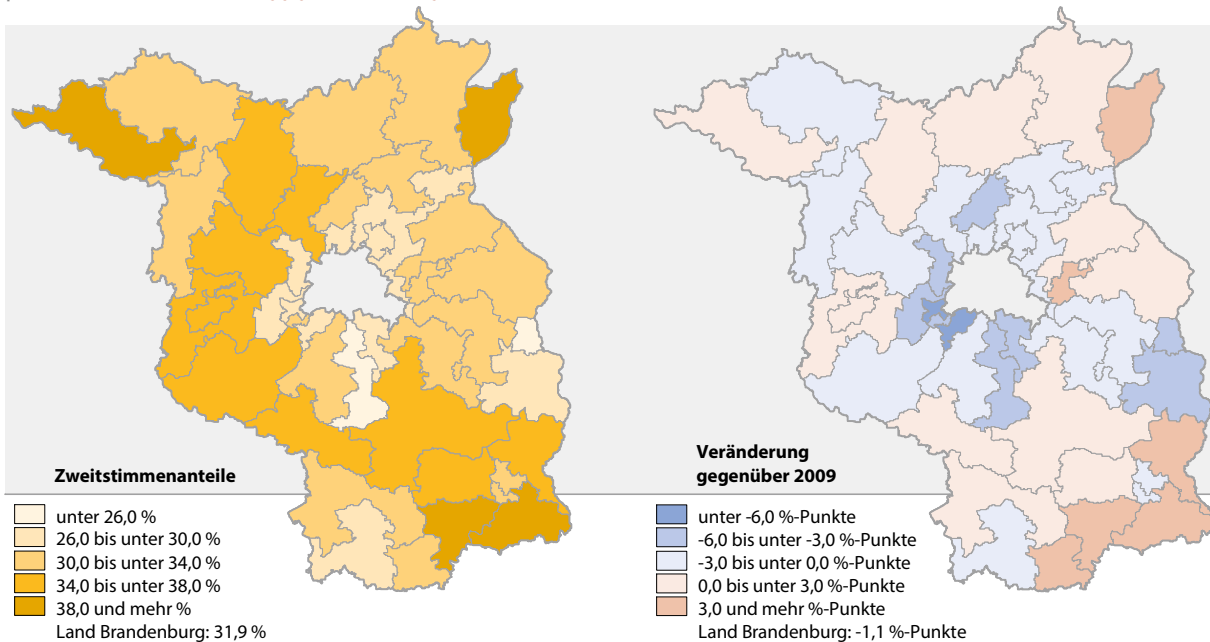 Zweitstimmenanteile
unter 26,0 %
26,0 bis unter 30,0 %
30,0 bis unter 34,0 %
34,0 bis unter 38,0 %
38,0 und mehr %
Land Brandenburg: 31,9 %
Veränderung
gegenüber 2009
unter -6,0 %-Punkte
-6,0 bis unter -3,0 %-Punkte
-3,0 bis unter 0,0 %-Punkte
0,0 bis unter 3,0 %-Punkte
3,0 und mehr %-Punkte
Land Brandenburg: -1,1 %-Punkte